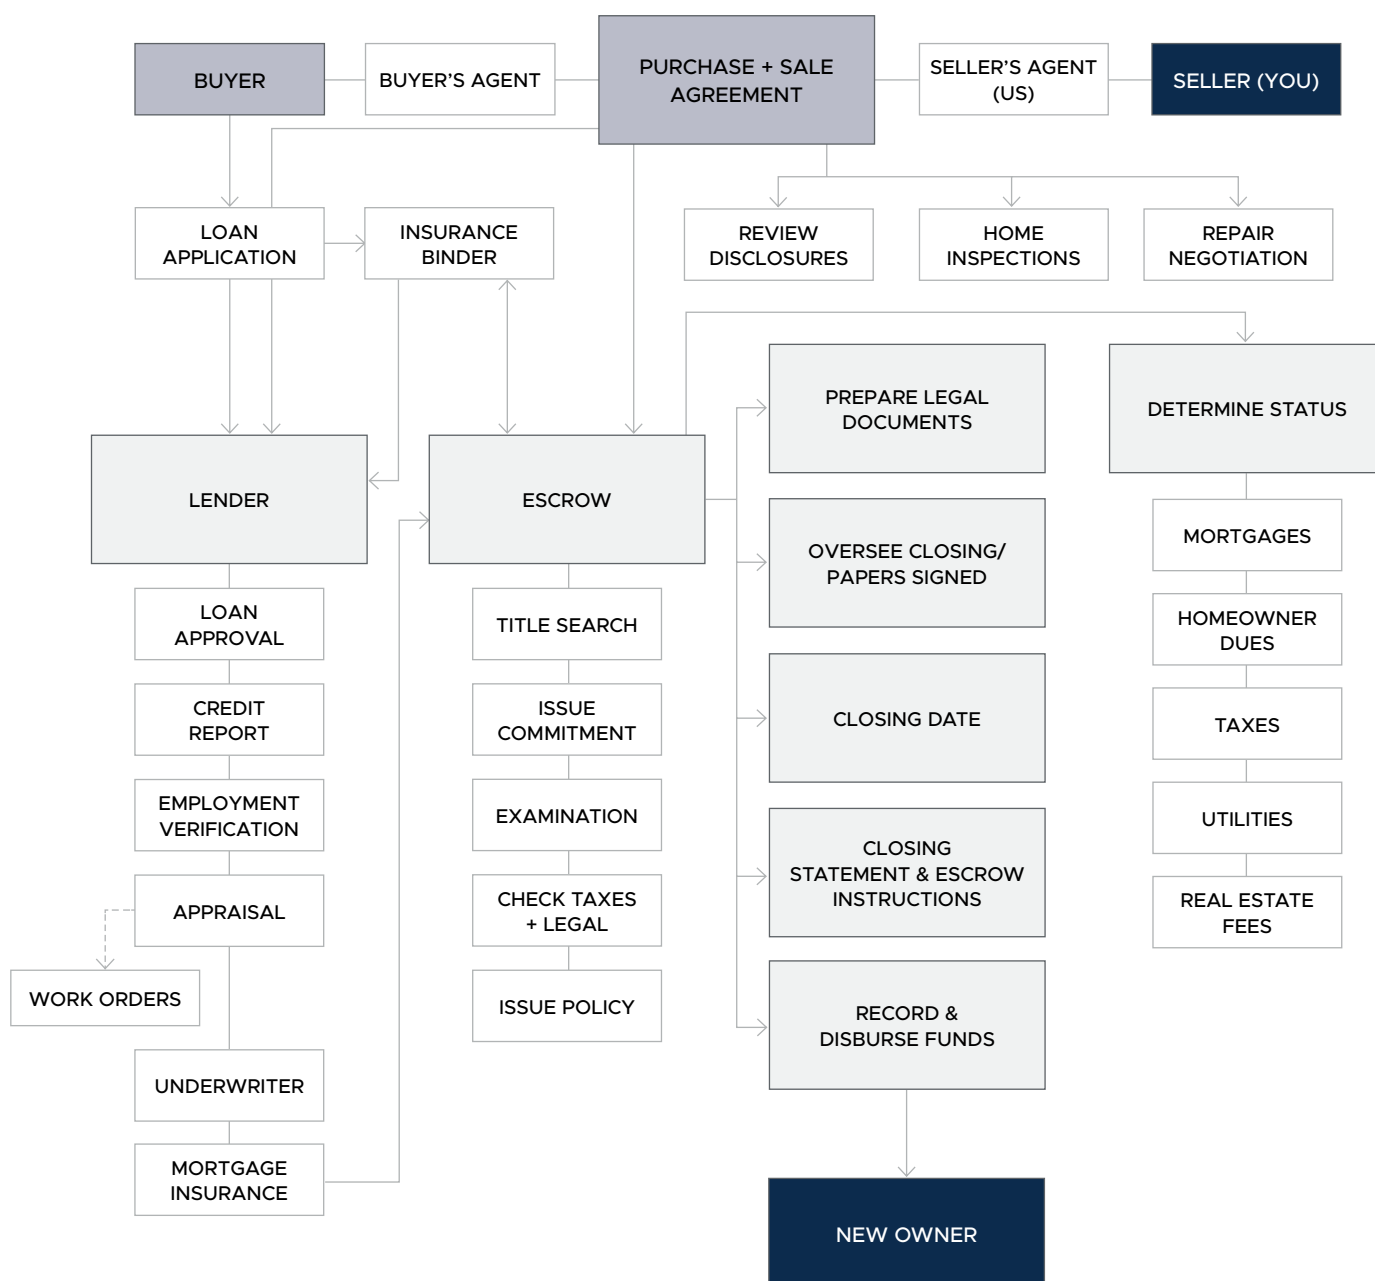 BUYER
BUYER'S AGENT
PURCHASE + SALE
AGREEMENT
SELLER'S AGENT
(US)
SELLER (YOU)
LOAN
APPLICATION
INSURANCE
BINDER
REVIEW
DISCLOSURES
HOME
INSPECTIONS
REPAIR
NEGOTIATION
LENDER
ESCROW
PREPARE LEGAL
DOCUMENTS
DETERMINE STATUS
OVERSEE CLOSING/
PAPERS SIGNED
CLOSING DATE
CLOSING
STATEMENT & ESCROW
INSTRUCTIONS
RECORD &
DISBURSE FUNDS
NEW OWNER
LOAN
APPROVAL
CREDIT
REPORT
EMPLOYMENT
VERIFICATION
APPRAISAL
WORK ORDERS
UNDERWRITER
MORTGAGE
INSURANCE
TITLE SEARCH
ISSUE
COMMITMENT
EXAMINATION
CHECK TAXES
+ LEGAL
ISSUE POLICY
MORTGAGES
HOMEOWNER
DUES
TAXES
UTILITIES
REAL ESTATE
FEES